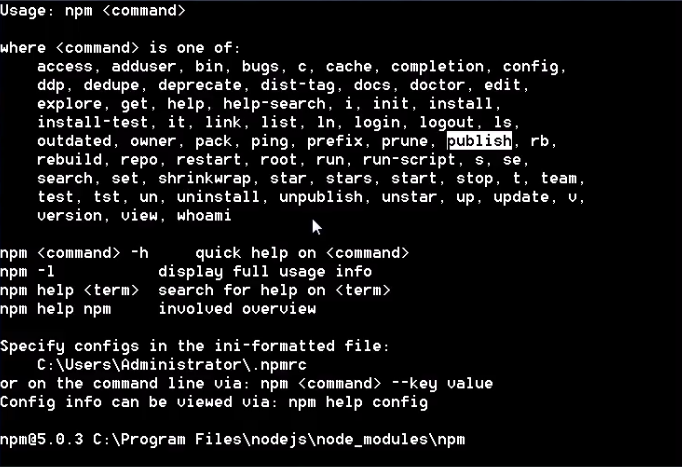 Usage: npm <command>
where <command> is one of:
access, adduser, bin, bugs, c, cache, completion, config,
ddp, dedupe, deprecate, dist-tag, docs, doctor, edit,
explore, get, help, help-search, i, init, install,
install-test, it, link, list, ln, login, logout, ls,
outdated, owner, pack, ping, prefix, prune, publish, rb,
rebuild, repo, restart, root, run, run-script, s, se,
search, set, shrinkwrap, star, stars, start, stop, t, team,
test, tst, un, uninstall, unpublish, unstar, up, update, v,
version, view, whoami
npm <command> -h     quick help on <command>
npm -l           display full usage info
npm help <term>  search for help on <term>
npm help npm     involved overview
Specify configs in the ini-formatted file:
C:\Users\Administrator\.npmrc
or on the command line via: npm <command> --key value
Config info can be viewed via: npm help config
npm@5.0.3 C:\Program Files\nodejs\node_modules\npm